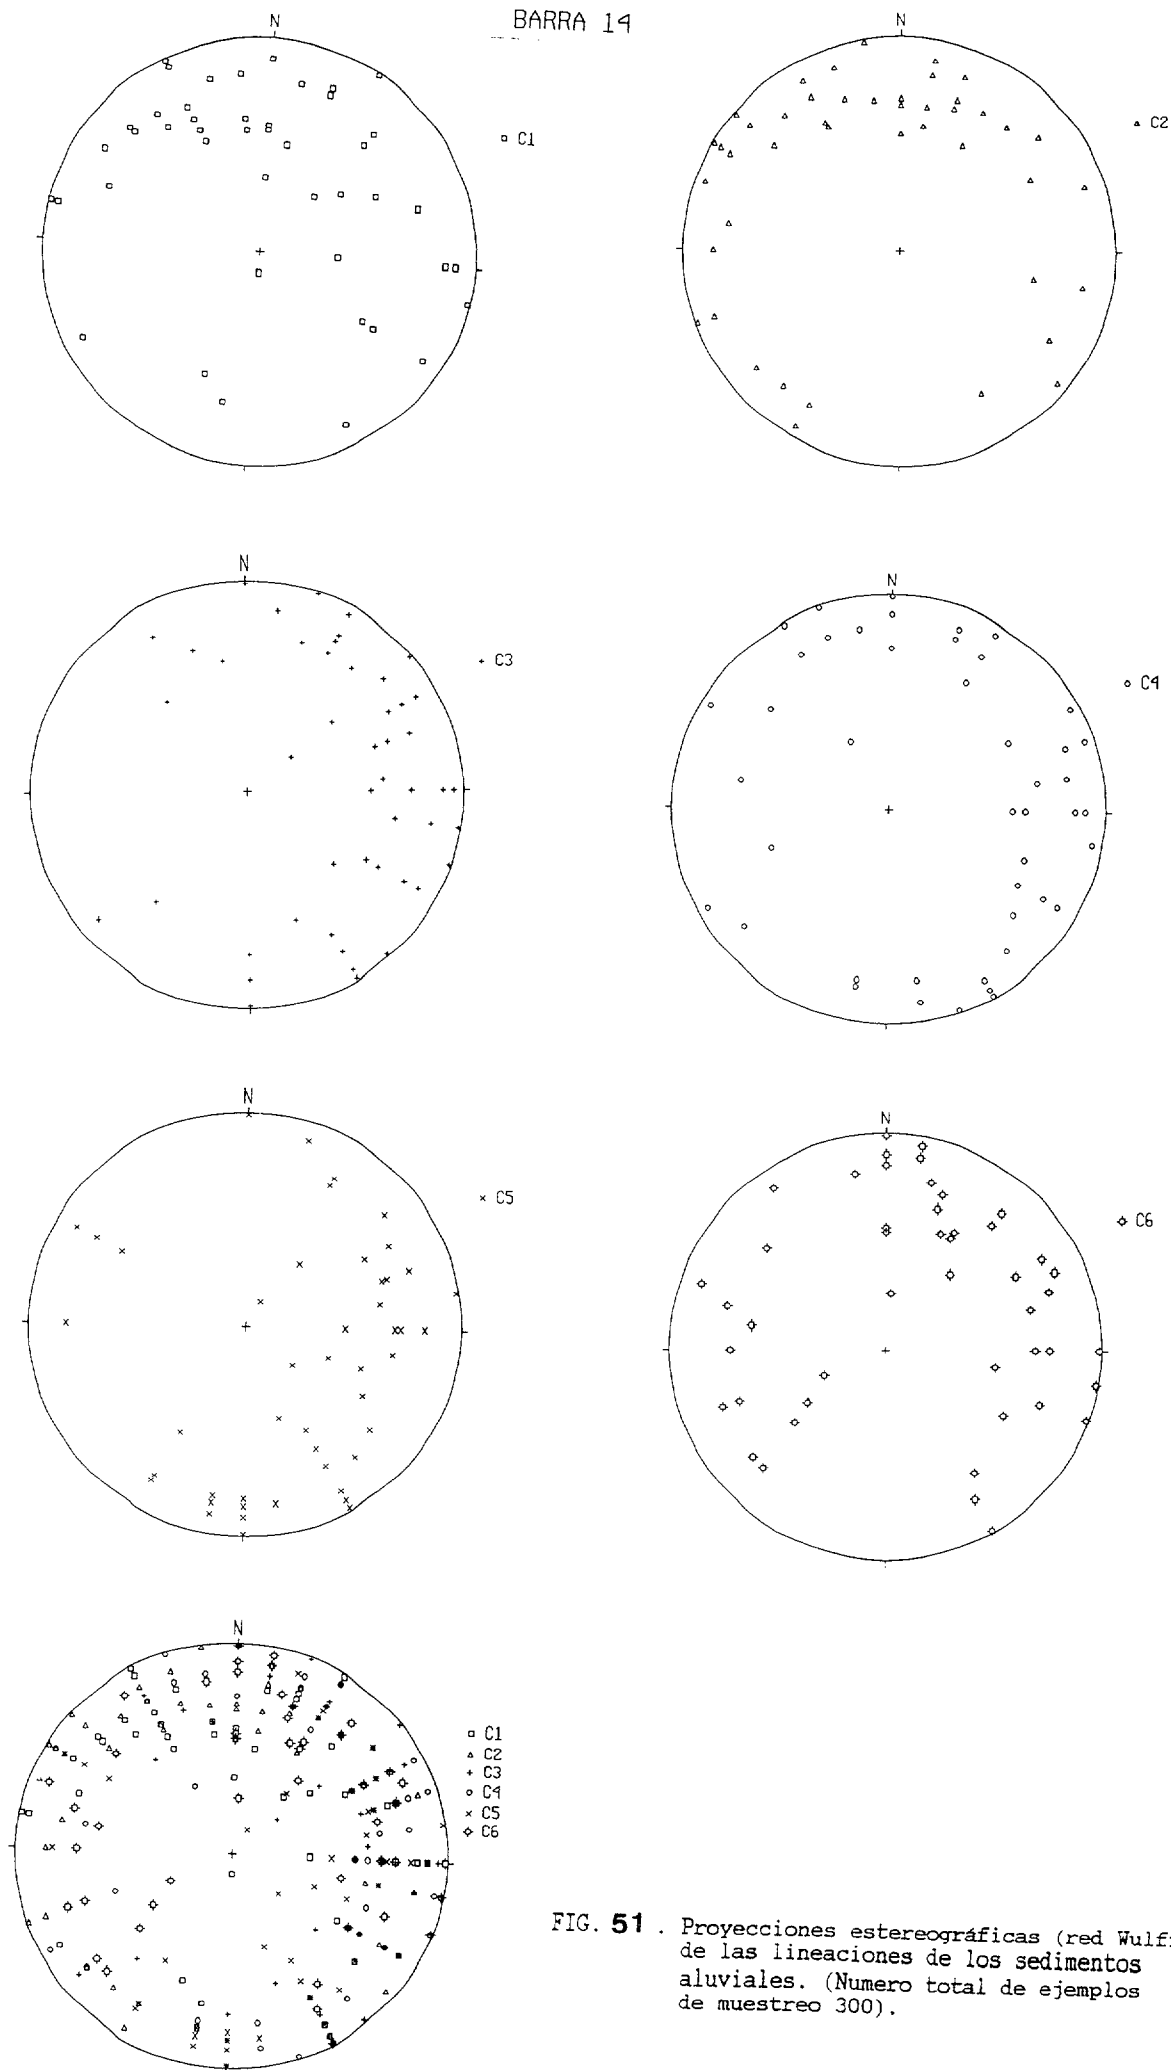 BARRA 14
N
N
C1
C2
N
N
C3
C4
N
N
C5
C6
N
C1
C2
C3
C4
C5
C6
FIG. 51 . Proyecciones estereográficas (red
de las lineaciones de los sedimentos
aluviales. (Numero total de ejemplos
de muestreo 300).